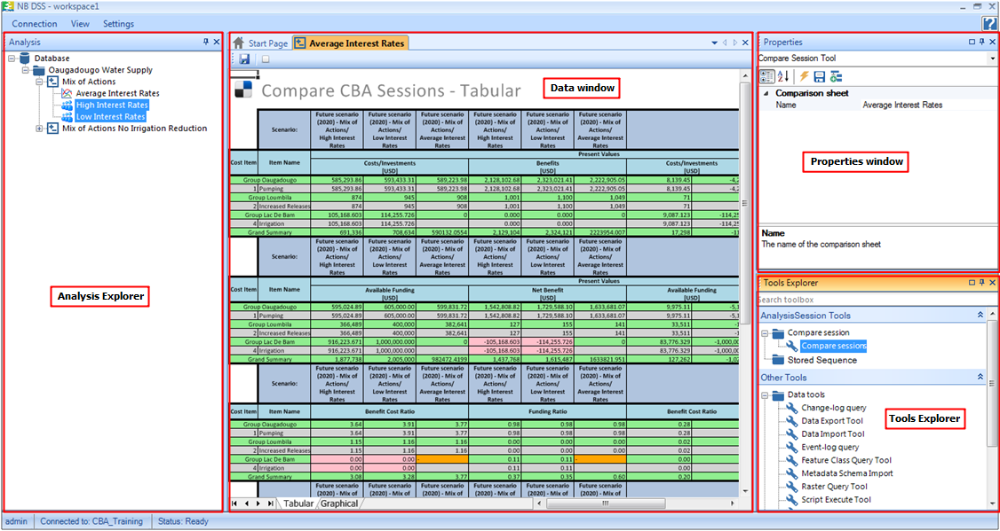 NB DSS - workspace1
Connection View Settings
Analysis
Database
Oaugadougo Water Supply
Mix of Actions
Average Interest Rates
High Interest Rates
Low Interest Rates
Mix of Actions No Irrigation Reduction
Analysis Explorer
Start Page Average Interest Rates
Compare CBA Sessions - Tabular
Data window
Scenario: Future scenario (2020) - Mix of Actions/ High Interest Rates Future scenario (2020) - Mix of Actions/ Low Interest Rates Future scenario (2020) - Mix of Actions/ Average Interest Rates Future scenario (2020) - Mix of Actions/ High Interest Rates Future scenario (2020) - Mix of Actions/ Low Interest Rates Future scenario (2020) - Mix of Actions/ Average Interest Rates
Present Values
Cost Item Item Name Costs/Investments [USD] Benefits [USD] Costs/Investments
Group Oaugadougo 585,293.86 593,433.31 589,223.98 2,128,102.68 2,323,021.41 2,222,905.05 8,139.45 -4,2
1 Pumping 585,293.86 593,433.31 589,223.98 2,128,102.68 2,323,021.41 2,222,905.05 8,139.45 -4,2
Group Loumbila 874 945 908 1,001 1,100 1,049 71
2 Increased Releases 874 945 908 1,001 1,100 1,049 71
Group Lac De Bam 105,168.603 114,255.726 0 0.000 0.000 0 9,087.123 -114,25
4 Irrigation 105,168.603 114,255.726 0.000 0.000 9,087.123 -114,25
Grand Summary 691,336 708,634 590132.0554 2,129,104 2,324,121 2223954.007 17,298 -11
Scenario: Future scenario (2020) - Mix of Actions/ High Interest Rates Future scenario (2020) - Mix of Actions/ Low Interest Rates Future scenario (2020) - Mix of Actions/ Average Interest Rates Future scenario (2020) - Mix of Actions/ High Interest Rates Future scenario (2020) - Mix of Actions/ Low Interest Rates Future scenario (2020) - Mix of Actions/ Average Interest Rates
Present Values
Cost Item Item Name Available Funding [USD] Net Benefit [USD] Available Funding
Group Oaugadougo 595,024.89 605,000.00 599,831.72 1,542,808.82 1,729,588.10 1,633,681.07 9,975.11 -5,1
1 Pumping 595,024.89 605,000.00 599,831.72 1,542,808.82 1,729,588.10 1,633,681.07 9,975.11 -5,1
Group Loumbila 366,489 400,000 382,641 127 155 141 33,511
2 Increased Releases 366,489 400,000 382,641 127 155 141 33,511
Group Lac De Bam 916,223.671 1,000,000.000 0 -105,168.603 -114,255.726 0 83,776.329 -1,000,0
4 Irrigation 916,223.671 1,000,000.000 -105,168.603 -114,255.726 83,776.329 -1,000,0
Grand Summary 1,877,738 2,005,000 982472.4199 1,437,768 1,615,487 1633821.951 127,262 -1,02
Scenario: Future scenario (2020) - Mix of Actions/ High Interest Rates Future scenario (2020) - Mix of Actions/ Low Interest Rates Future scenario (2020) - Mix of Actions/ Average Interest Rates Future scenario (2020) - Mix of Actions/ High Interest Rates Future scenario (2020) - Mix of Actions/ Low Interest Rates Future scenario (2020) - Mix of Actions/ Average Interest Rates
Cost Item Item Name Benefit Cost Ratio Funding Ratio Benefit Cost Ratio
Group Oaugadougo 3.64 3.91 3.77 0.98 0.98 0.98 0.28
1 Pumping 3.64 3.91 3.77 0.98 0.98 0.98 0.28
Group Loumbila 1.15 1.16 1.16 0.00 0.00 0.00 0.02
2 Increased Releases 1.15 1.16 1.16 0.00 0.00 0.00 0.02
Group Lac De Bam 0.00 0.00 - 0.11 0.11 - 0.00
4 Irrigation 0.00 0.00 0.11 0.11 0.00
Grand Summary 3.08 3.28 3.77 0.37 0.35 0.60 0.20
Future scenario (2020) - Mix of Future scenario (2020) - Mix of Future scenario (2020) - Mix of Future scenario (2020) - Mix of Future scenario (2020) - Mix of Future scenario (2020) - Mix of
Tabular Graphical
Properties
Compare Session Tool
Comparison sheet
Name Average Interest Rates
Properties window
Name
The name of the comparison sheet
Tools Explorer
Search toolbox
AnalysisSession Tools
Compare session
Compare sessions
Stored Sequence
Other Tools
Data tools
Change-log query
Tools Explorer
Data Export Tool
Data Import Tool
Event-log query
Feature Class Query Tool
Metadata Schema Import
Raster Query Tool
Script Execute Tool
admin Connected to: CBA_Training Status: Ready